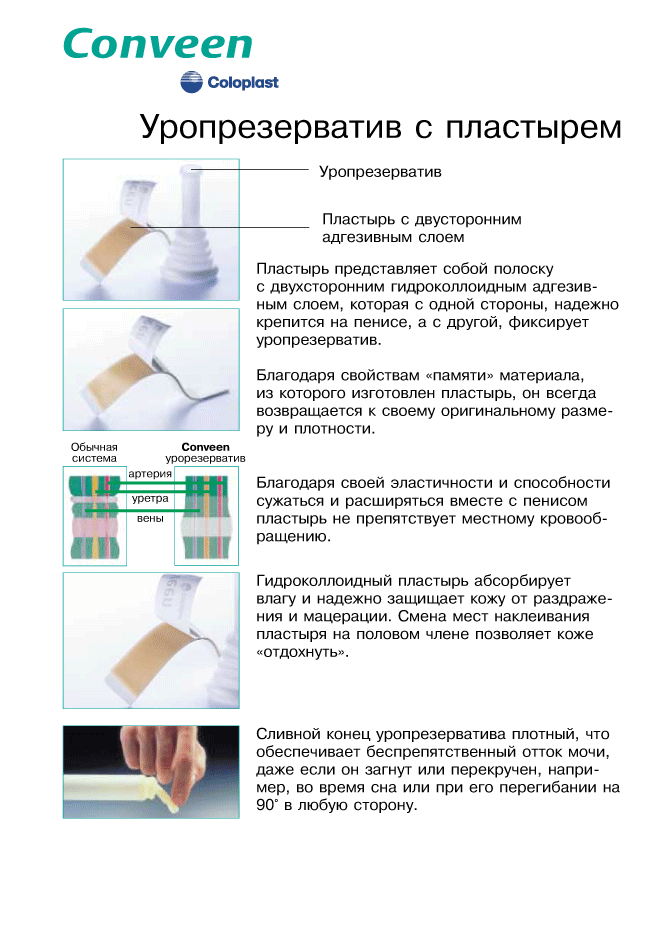 Conveen
Coloplast
Уропрезерватив с пластырем
Уропрезерватив
Пластырь с двусторонним
адгезивным слоем
Пластырь представляет собой полоску
с двухсторонним гидроколлоидным адгезив-
ным слоем, которая с одной стороны, надежно
крепится на пенисе, а с другой, фиксирует
уропрезерватив.
Благодаря свойствам «памяти» материала,
из которого изготовлен пластырь, он всегда
возвращается к своему оригинальному разме-
ру и плотности.
Обычная
система
Conveen
урорезерватив
артерия
уретра
вены
Благодаря своей эластичности и способности
сужаться и расширяться вместе с пенисом
пластырь не препятствует местному кровооб-
ращению.
Гидроколлоидный пластырь абсорбирует
влагу и надежно защищает кожу от раздраже-
ния и мацерации. Смена мест наклеивания
пластыря на половом члене позволяет коже
«отдохнуть».
Сливной конец уропрезерватива плотный, что
обеспечивает беспрепятственный отток мочи,
даже если он загнут или перекручен, напри-
мер, во время сна или при его перегибании на
90° в любую сторону.